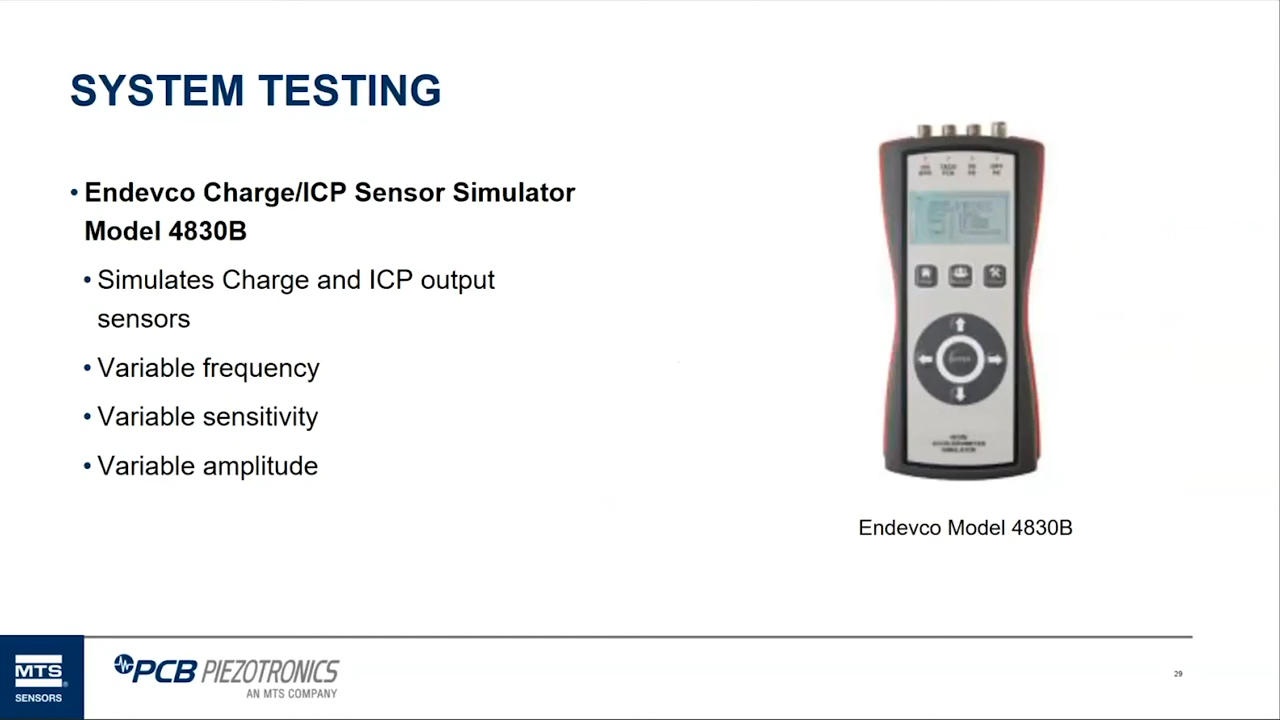 SYSTEM TESTING
• Endevco Charge/ICP Sensor Simulator
Model 4830B
• Simulates Charge and ICP output
sensors
• Variable frequency
• Variable sensitivity
• Variable amplitude
Endevco Model 4830B
MTS
SENSORS
PCB PIEZOTRONICS
AN MTS COMPANY
29